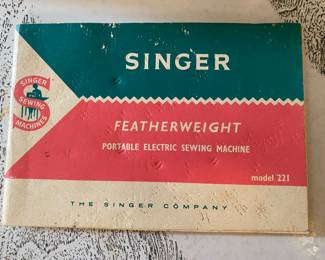 SINGER
SINGER
SEWING
MACHINES
FEATHERWEIGHT
PORTABLE ELECTRIC SEWING MACHINE
model 221
THE SINGER COMPANY